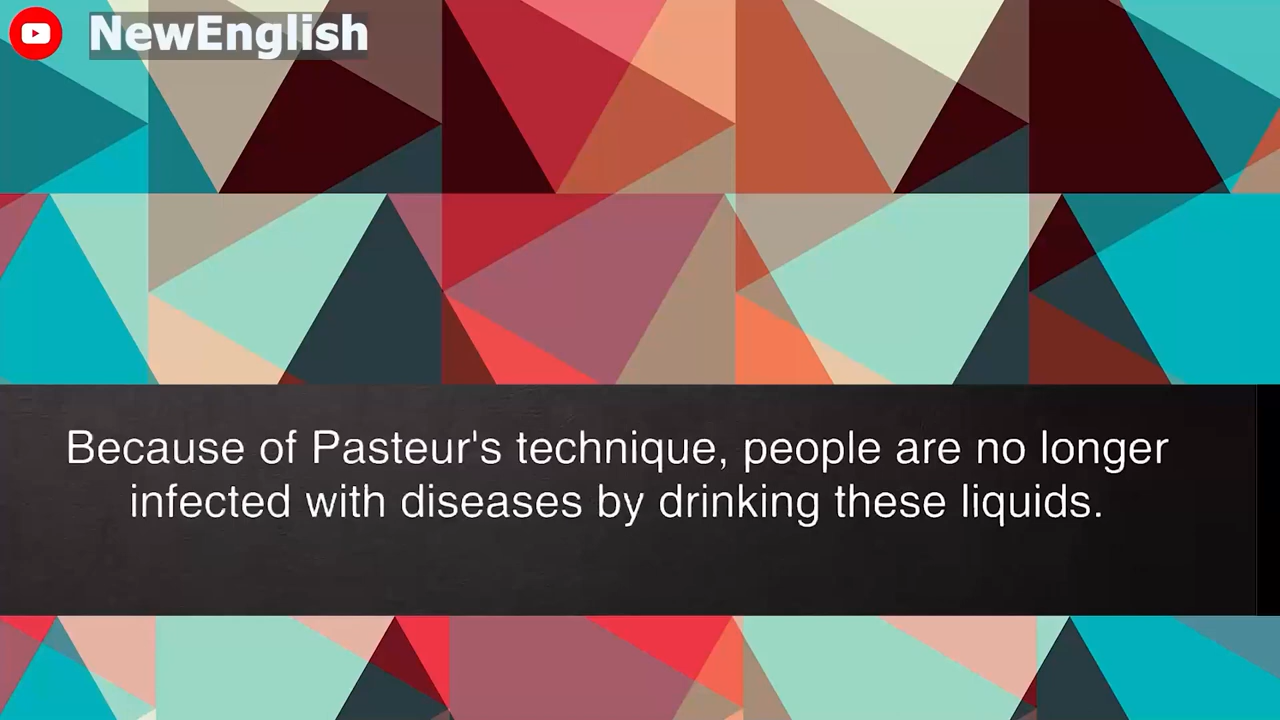 NewEnglish
Because of Pasteur's technique, people are no longer
infected with diseases by drinking these liquids.